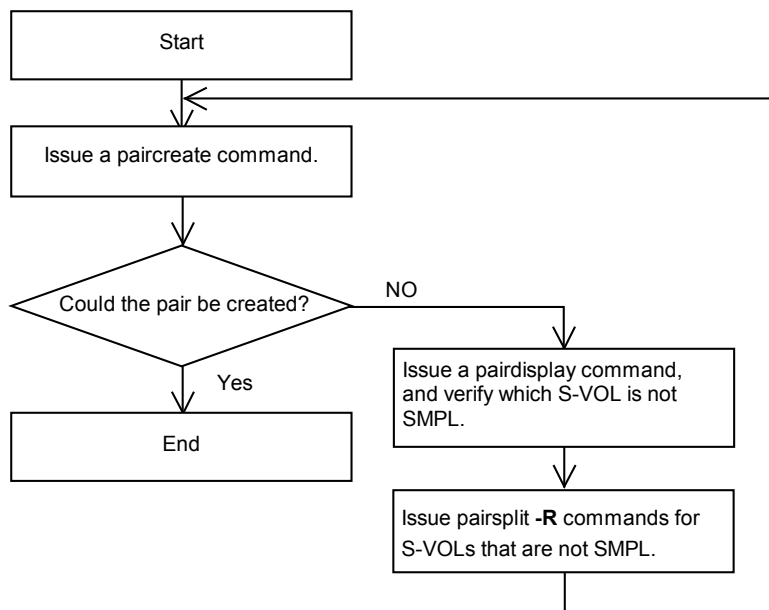 Start
Issue a paircreate command.
Could the pair be created?
NO
Yes
End
Issue a pairdisplay command,
and verify which S-VOL is not
SMPL.
Issue pairsplit -R commands for
S-VOLs that are not SMPL.